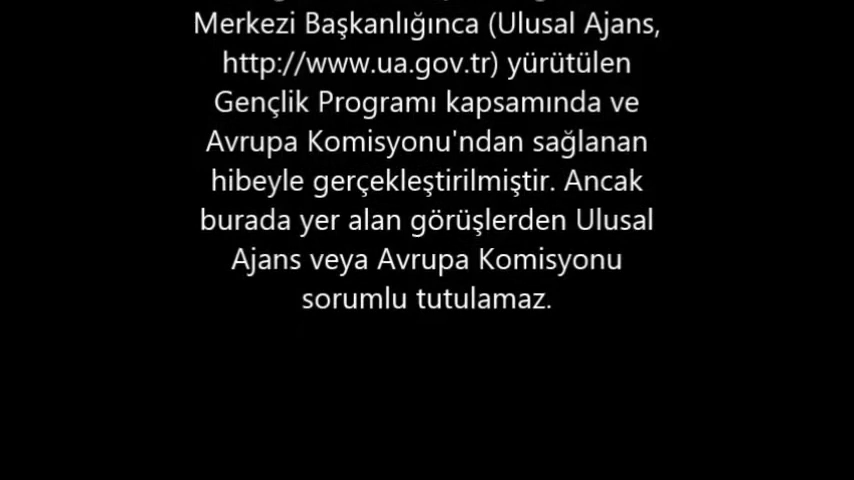 Merkezi Başkanlığınca (Ulusal Ajans,
http://www.ua.gov.tr) yürütülen
Gençlik Programı kapsamında ve
Avrupa Komisyonu'ndan sağlanan
hibeyle gerçekleştirilmiştir. Ancak
burada yer alan görüşlerden Ulusal
Ajans veya Avrupa Komisyonu
sorumlu tutulamaz.